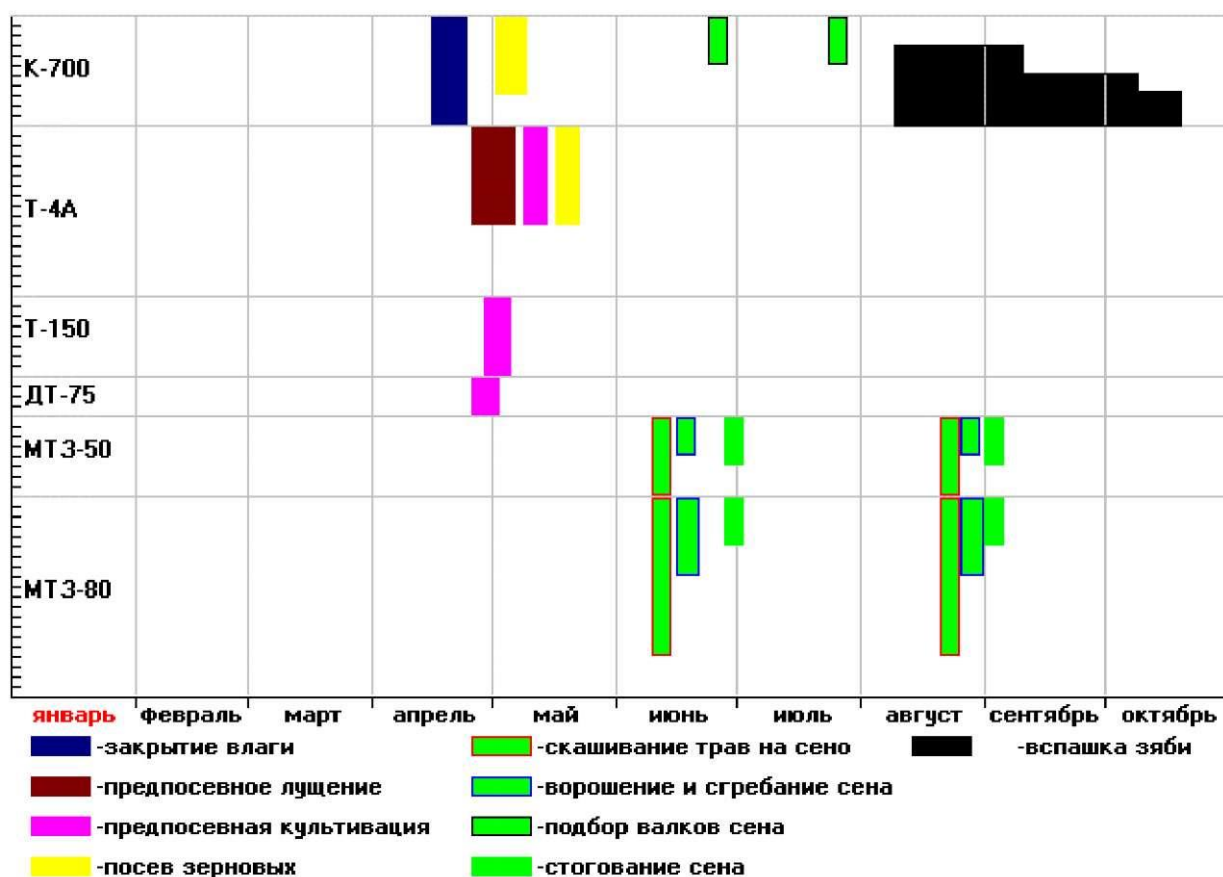 К-700
Т-4А
Т-150
ДТ-75
МТЗ-50
МТЗ-80
январь февраль март апрель май июнь июль август сентябрь октябрь
-закрытие влаги -скашивание трав на сено -вспашка зяби
-предпосевное лущение -ворошение и сгребание сена
-предпосевная культивация -подбор валков сена
-посев зерновых -стогование сена